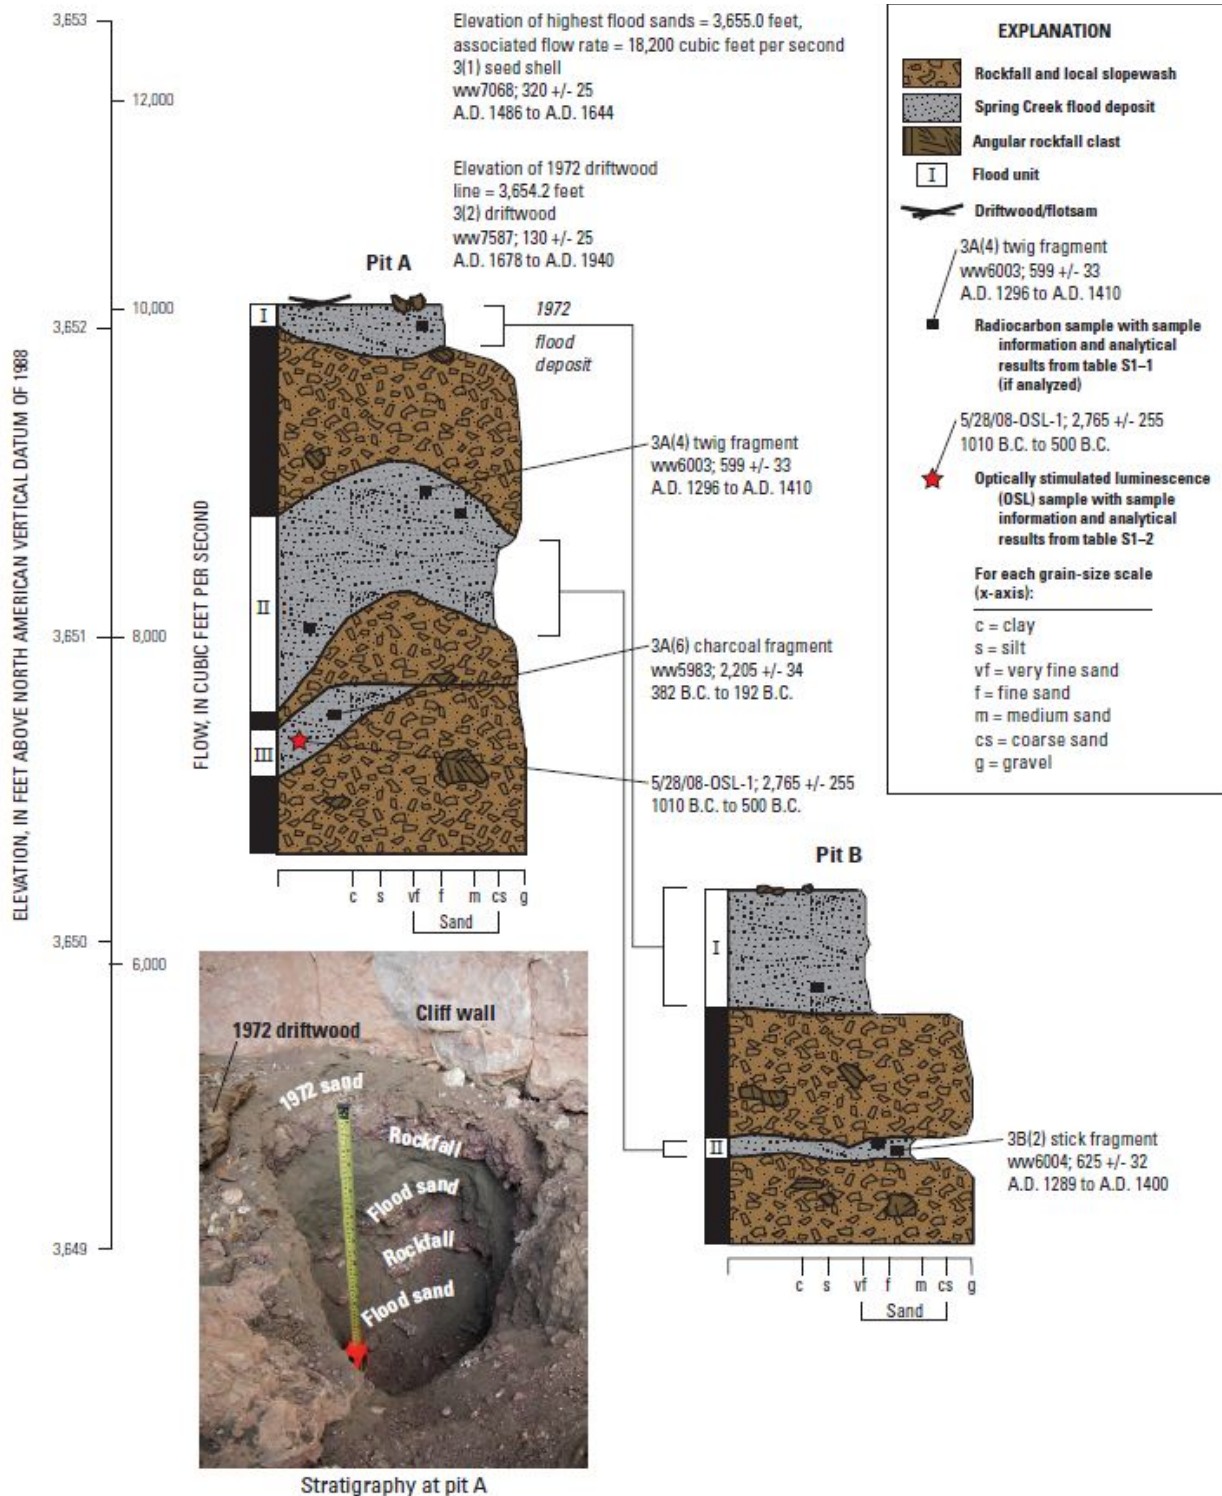 3,653
12,000
10,000
3,652
3,651
8,000
3,650
6,000
3,649
ELEVATION, IN FEET ABOVE NORTH AMERICAN VERTICAL DATUM OF 1988
FLOW, IN CUBIC FEET PER SECOND
Elevation of highest flood sands = 3,655.0 feet,
associated flow rate = 18,200 cubic feet per second
3(1) seed shell
ww7068; 320 +/- 25
A.D. 1486 to A.D. 1644
Elevation of 1972 driftwood
line = 3,654.2 feet
3(2) driftwood
ww7587; 130 +/- 25
A.D. 1678 to A.D. 1940
Pit A
I
1972
flood
deposit
3A(4) twig fragment
ww6003; 599 +/- 33
A.D. 1296 to A.D. 1410
II
3A(6) charcoal fragment
ww5983; 2,205 +/- 34
382 B.C. to 192 B.C.
III
5/28/08-OSL-1; 2,765 +/- 255
1010 B.C. to 500 B.C.
c s vf f m cs g
Sand
EXPLANATION
Rockfall and local slopewash
Spring Creek flood deposit
Angular rockfall clast
I Flood unit
Driftwood/flotsam
3A(4) twig fragment
ww6003; 599 +/- 33
A.D. 1296 to A.D. 1410
Radiocarbon sample with sample
information and analytical
results from table S1–1
(if analyzed)
5/28/08-OSL-1; 2,765 +/- 255
1010 B.C. to 500 B.C.
Optically stimulated luminescence
(OSL) sample with sample
information and analytical
results from table S1–2
For each grain-size scale
(x-axis):
c = clay
s = silt
vf = very fine sand
f = fine sand
m = medium sand
cs = coarse sand
g = gravel
Pit B
I
II
3B(2) stick fragment
ww6004; 625 +/- 32
A.D. 1289 to A.D. 1400
c s vf f m cs g
Sand
Cliff wall
1972 driftwood
1972 sand
Rockfall
Flood sand
Rockfall
Flood sand
Stratigraphy at pit A